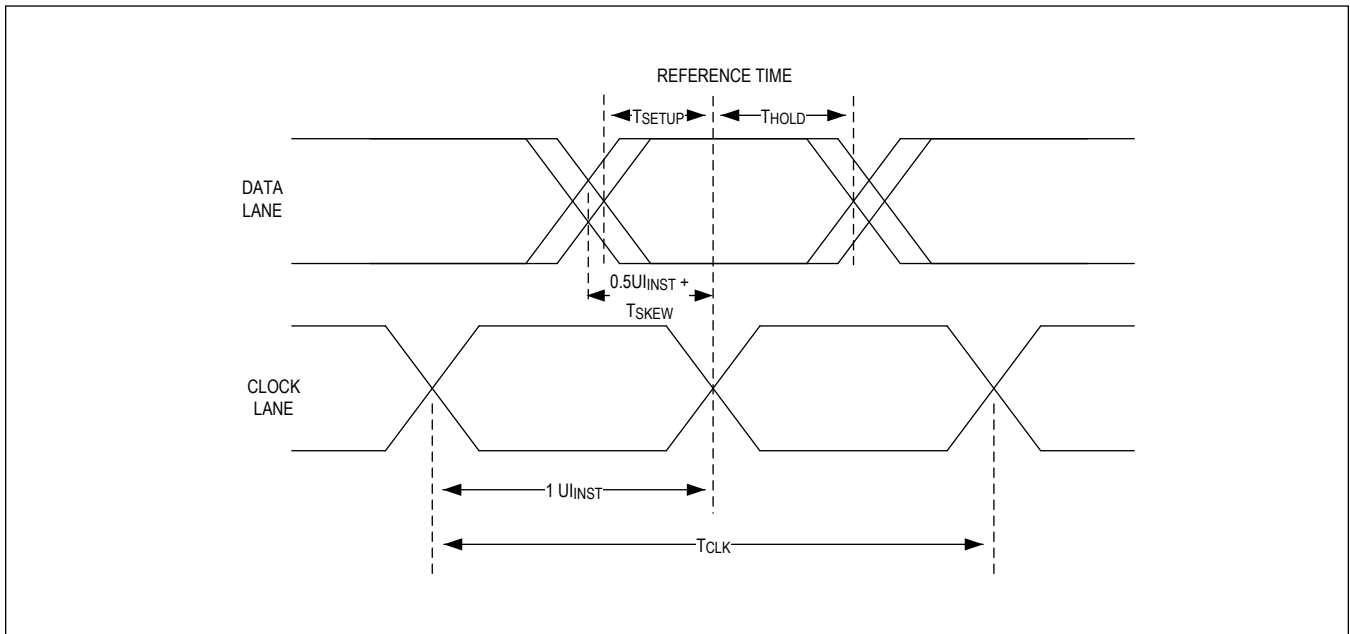 REFERENCE TIME
TSETUP
THOLD
DATA
LANE
0.5UIINST +
TSKEW
CLOCK
LANE
1 UIINST
TCLK